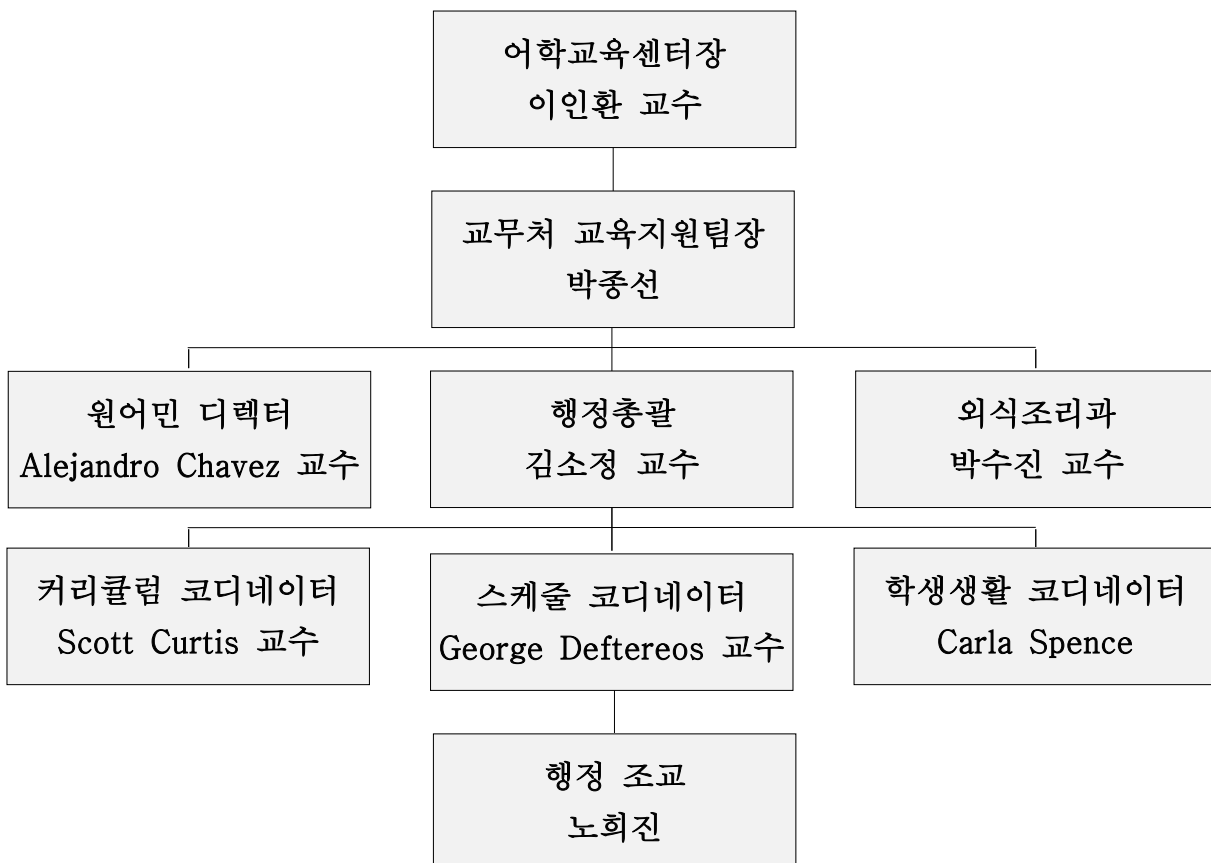 어학교육센터장
이인환 교수
교무처 교육지원팀장
박종선
원어민 디렉터
Alejandro Chavez 교수
행정총괄
김소정 교수
외식조리과
박수진 교수
커리큘럼 코디네이터
Scott Curtis 교수
스케줄 코디네이터
George Deftereos 교수
학생생활 코디네이터
Carla Spence
행정 조교
노희진